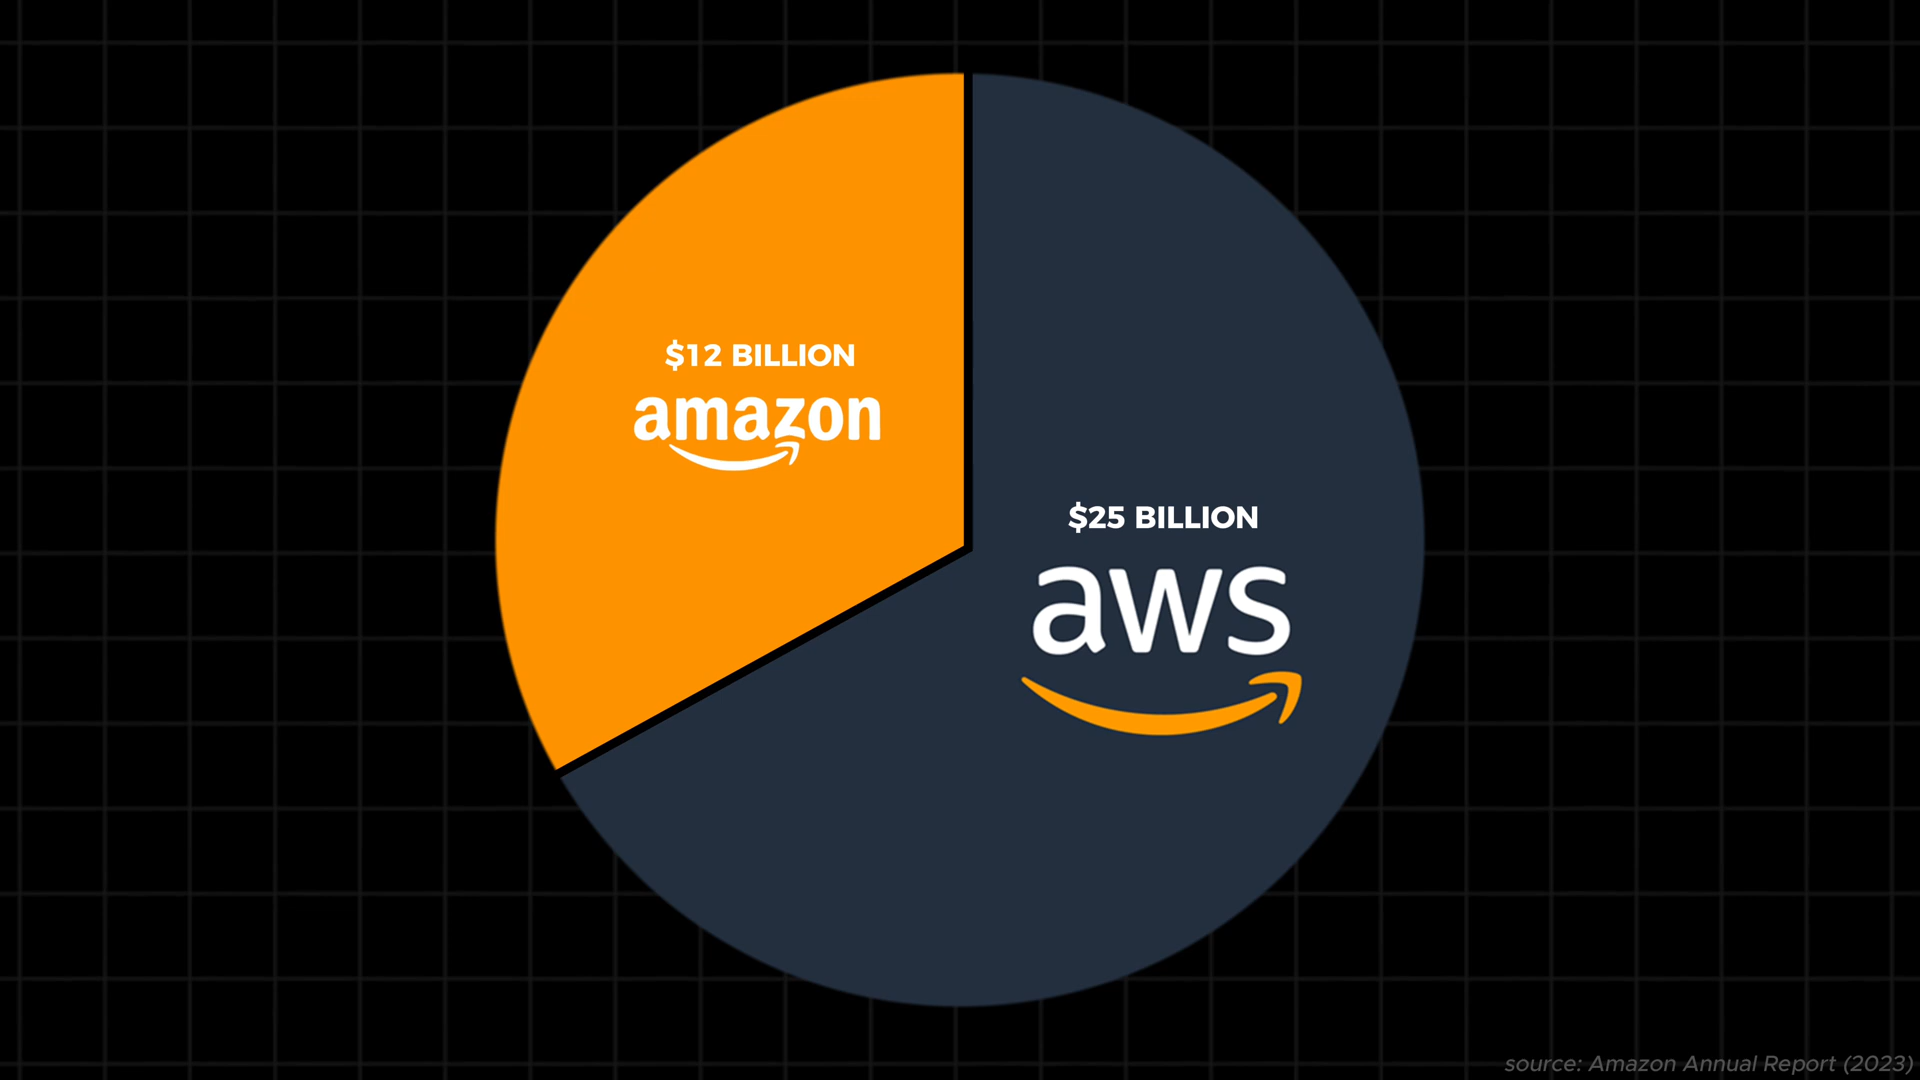 $12 BILLION
amazon
$25 BILLION
aws
source: Amazon Annual Report (2023)